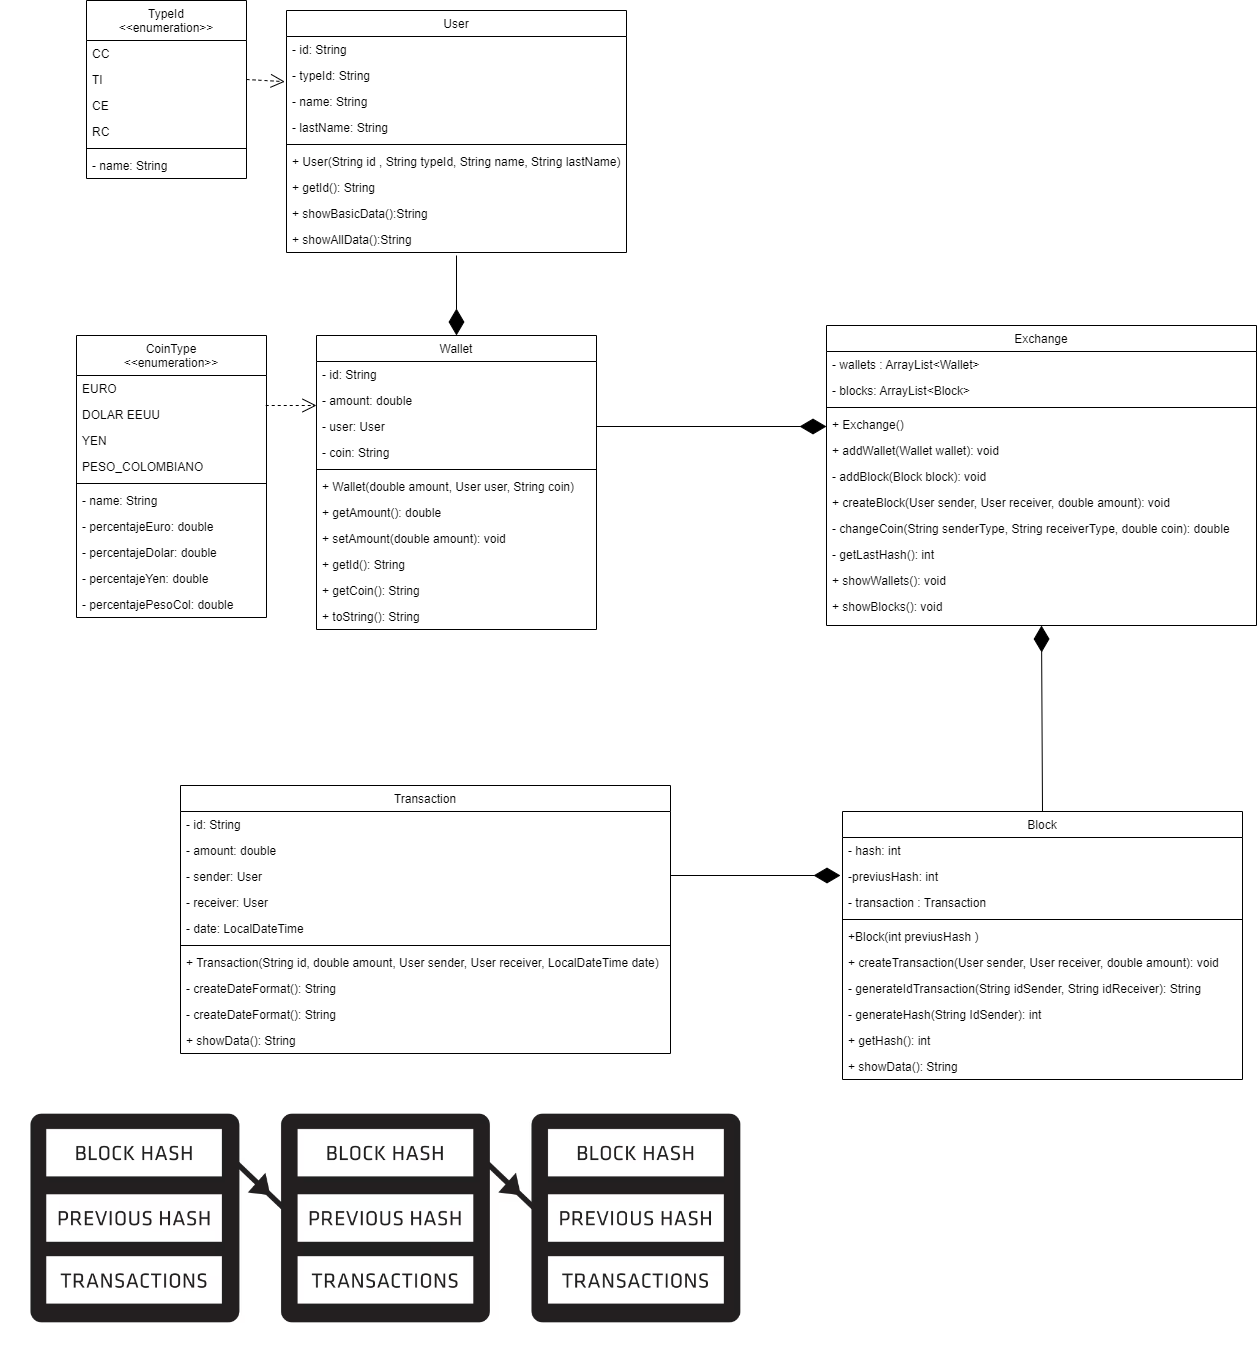 TypeId
<<enumeration>>
CC
TI
CE
RC
- name: String
User
- id: String
- typeId: String
- name: String
- lastName: String
+ User(String id , String typeId, String name, String lastName)
+ getId(): String
+ showBasicData():String
+ showAllData():String
CoinType
<<enumeration>>
EURO
DOLAR EEUU
YEN
PESO_COLOMBIANO
- name: String
- percentajeEuro: double
- percentajeDolar: double
- percentajeYen: double
- percentajePesoCol: double
Wallet
- id: String
- amount: double
- user: User
- coin: String
+ Wallet(double amount, User user, String coin)
+ getAmount(): double
+ setAmount(double amount): void
+ getId(): String
+ getCoin(): String
+ toString(): String
Exchange
- wallets : ArrayList<Wallet>
- blocks: ArrayList<Block>
+ Exchange()
+ addWallet(Wallet wallet): void
- addBlock(Block block): void
+ createBlock(User sender, User receiver, double amount): void
- changeCoin(String senderType, String receiverType, double coin): double
- getLastHash(): int
+ showWallets(): void
+ showBlocks(): void
Transaction
- id: String
- amount: double
- sender: User
- receiver: User
- date: LocalDateTime
+ Transaction(String id, double amount, User sender, User receiver, LocalDateTime date)
- createDateFormat(): String
- createDateFormat(): String
+ showData(): String
Block
- hash: int
-previusHash: int
- transaction : Transaction
+Block(int previusHash )
+ createTransaction(User sender, User receiver, double amount): void
- generateIdTransaction(String idSender, String idReceiver): String
- generateHash(String IdSender): int
+ getHash(): int
+ showData(): String
BLOCK HASH
PREVIOUS HASH
TRANSACTIONS
BLOCK HASH
PREVIOUS HASH
TRANSACTIONS
BLOCK HASH
PREVIOUS HASH
TRANSACTIONS